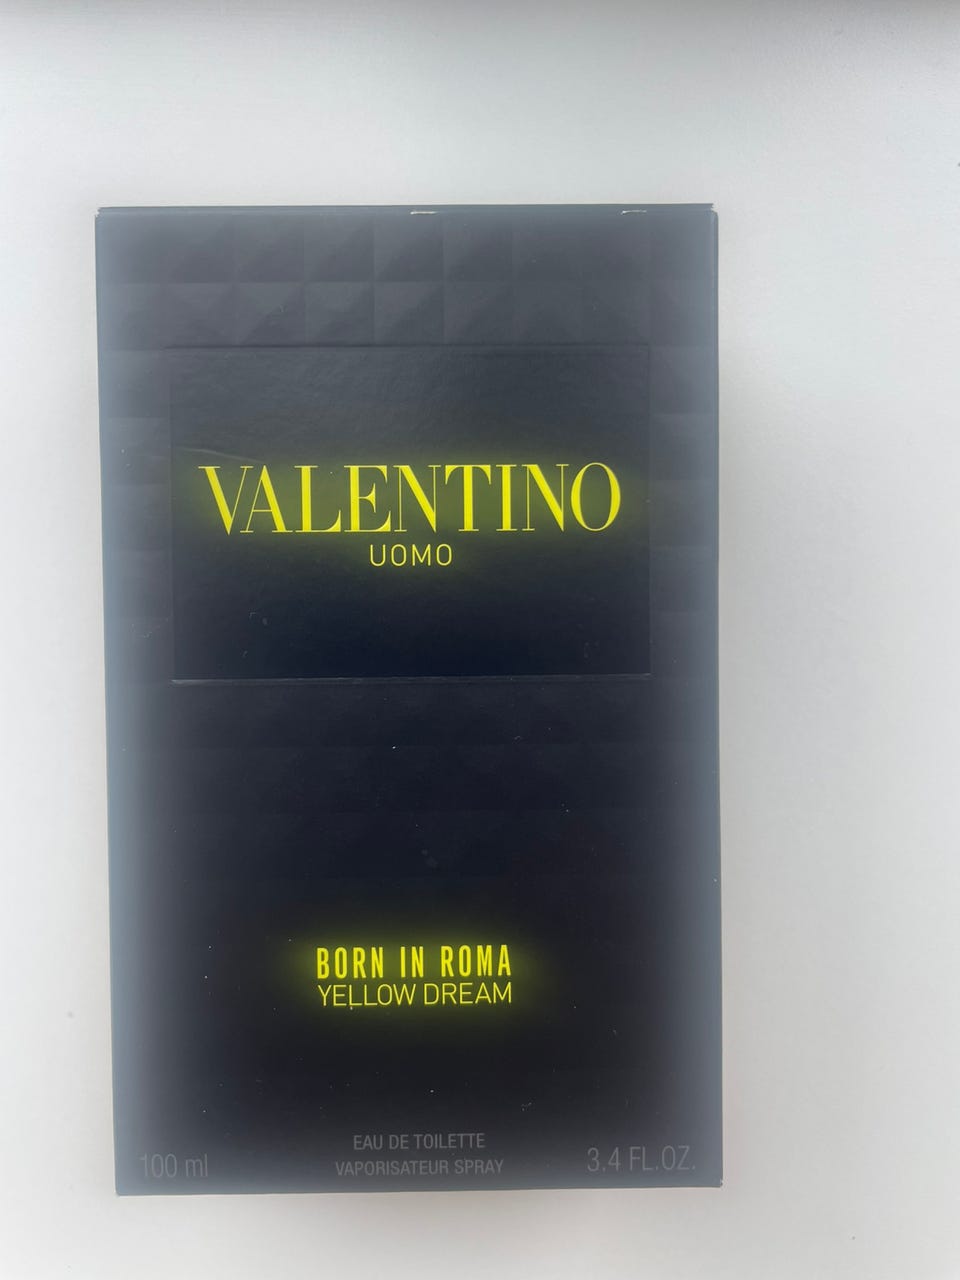 VALENTINO
UOMO
BORN IN ROMA
YELLOW DREAM
EAU DE TOILETTE
100 ml VAPORISATEUR SPRAY 3.4 FL.OZ.